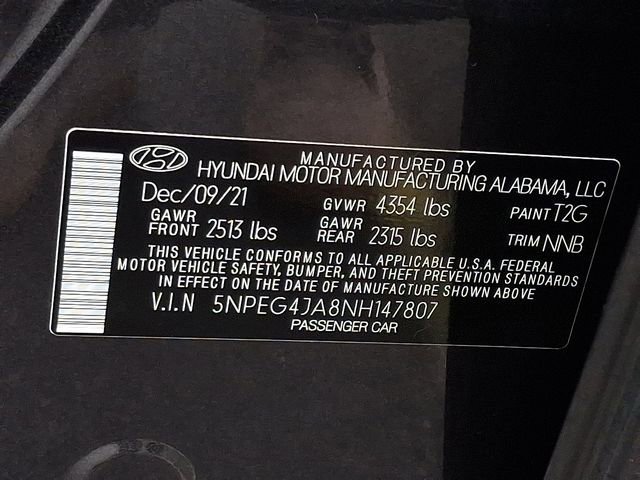 MANUFACTURED BY
HYUNDAI MOTOR MANUFACTURING ALABAMA, LLC
Dec/09/21 GVWR 4354 lbs PAINT T2G
GAWR FRONT 2513 lbs GAWR REAR 2315 lbs TRIM NNB
THIS VEHICLE CONFORMS TO ALL APPLICABLE U.S.A. FEDERAL
MOTOR VEHICLE SAFETY, BUMPER, AND THEFT PREVENTION STANDARDS
IN EFFECT ON THE DATE OF MANUFACTURE SHOWN ABOVE
V.I.N 5NPEG4JA8NH147807
PASSENGER CAR